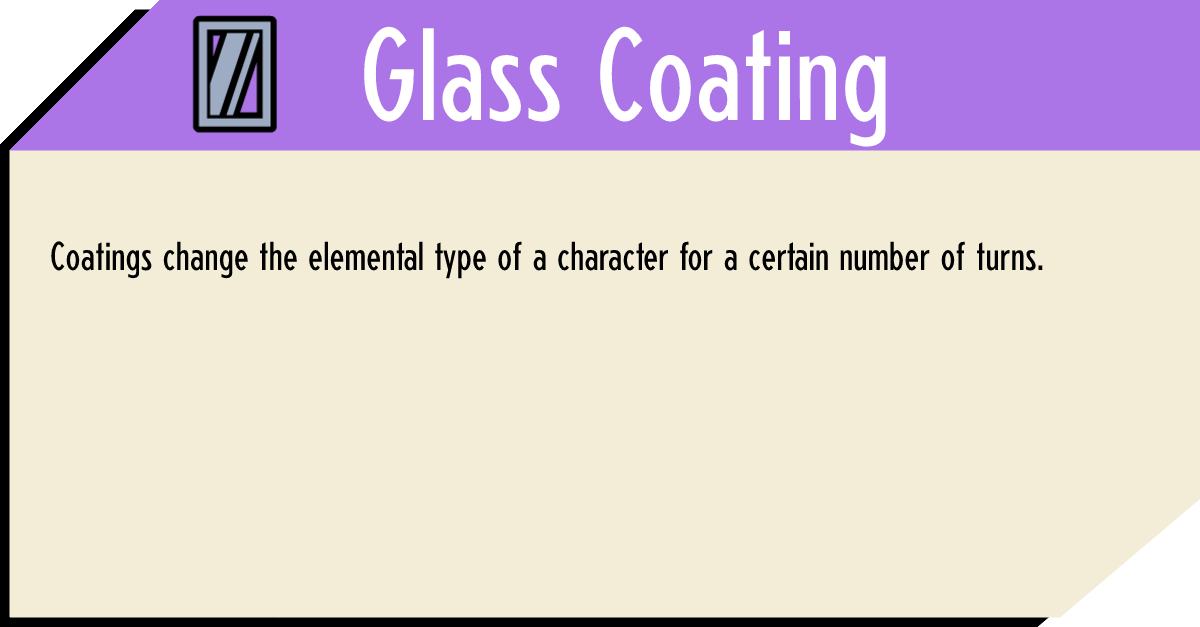 Glass Coating
Coatings change the elemental type of a character for a certain number of turns.